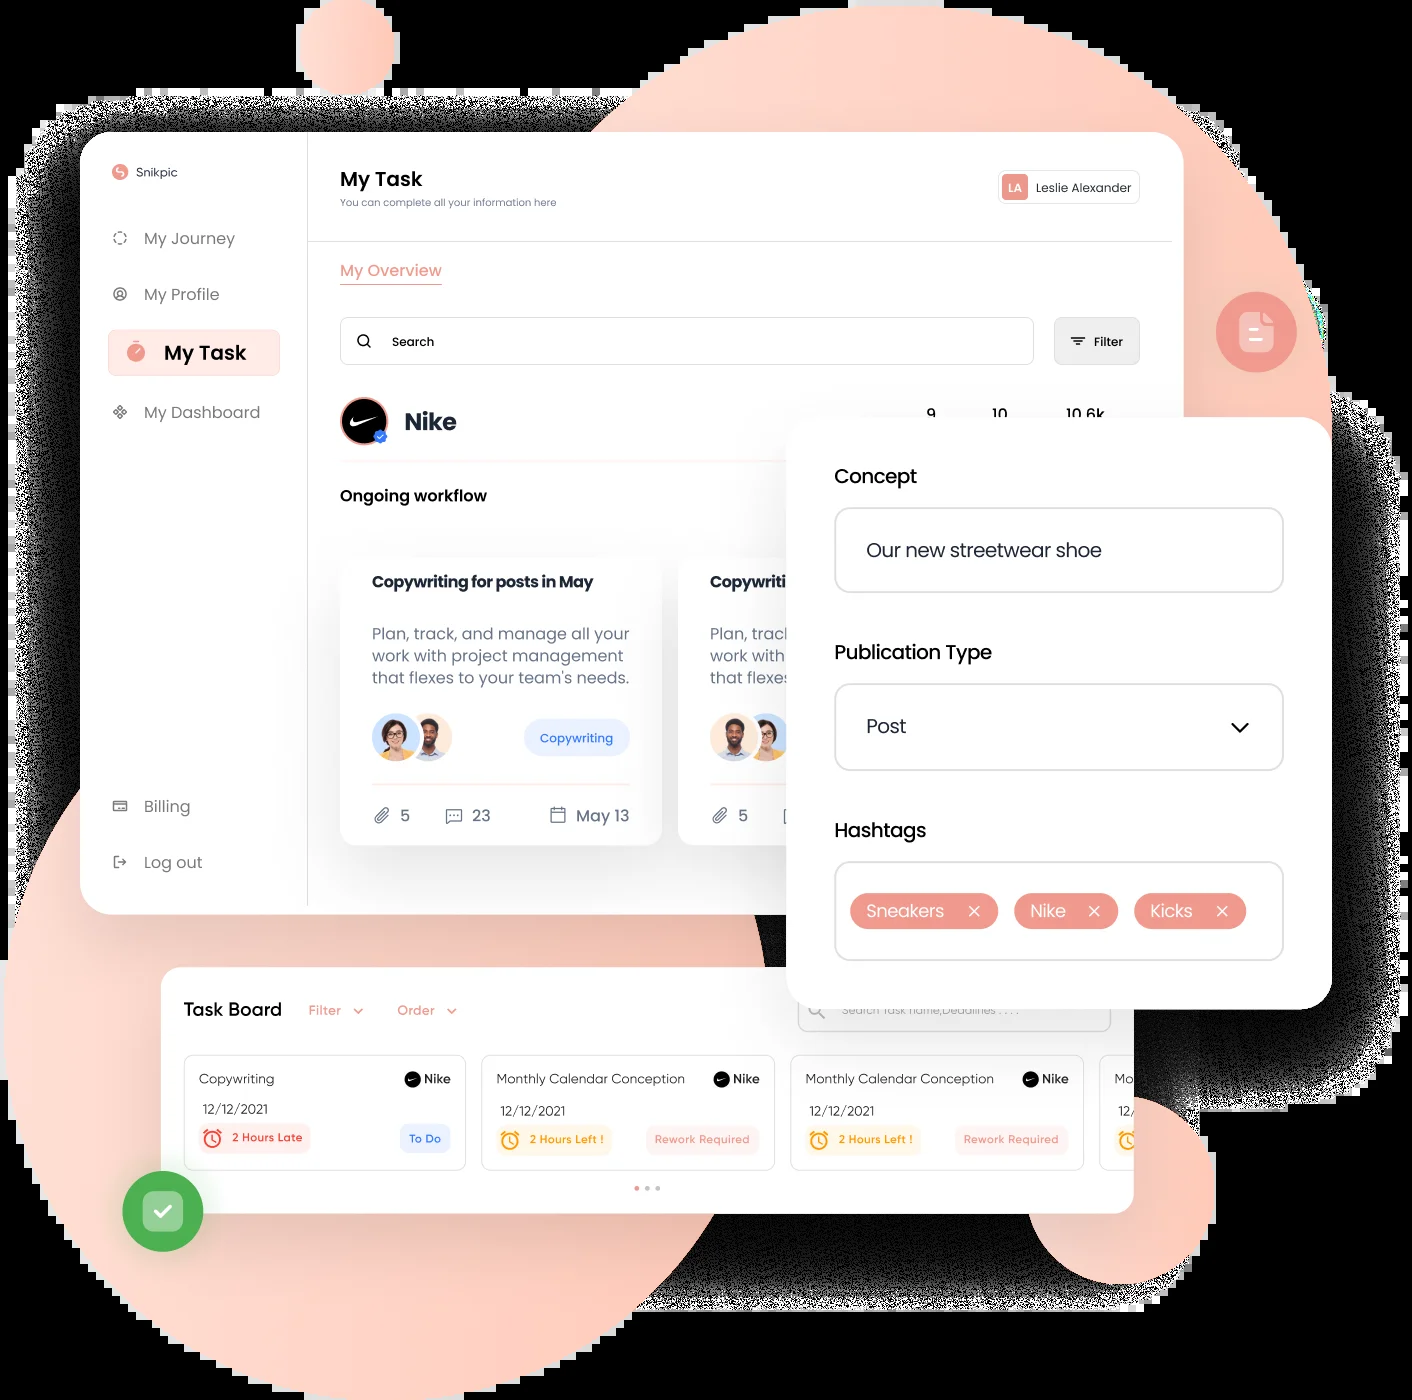 Snikpic
My Journey
My Profile
My Task
My Dashboard
Billing
Log out
My Task
You can complete all your information here
LA Leslie Alexander
My Overview
Search
Filter
Nike
9 10 10.6k
Ongoing workflow
Copywriting for posts in May
Plan, track, and manage all your
work with project management
that flexes to your team's needs.
Copywriting
5 23 May 13
Copywriti
Plan, tracl
work with
that flexes
5
Concept
Our new streetwear shoe
Publication Type
Post
Hashtags
Sneakers Nike Kicks
Task Board Filter Order
Search Task name,Deadlines . . . .
Copywriting Nike
12/12/2021
2 Hours Late To Do
Monthly Calendar Conception Nike
12/12/2021
2 Hours Left ! Rework Required
Monthly Calendar Conception Nike
12/12/2021
2 Hours Left ! Rework Required
Mo
12/